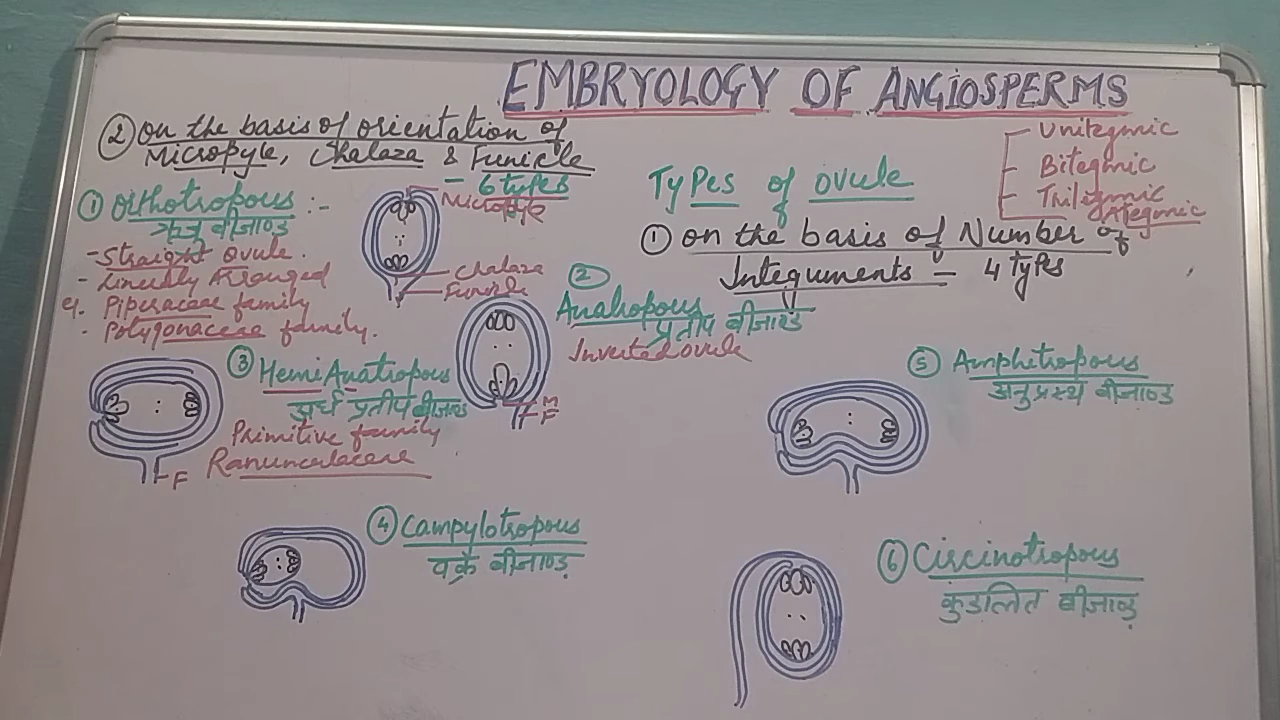 EMBRYOLOGY OF ANGIOSPERMS
② On the basis of orientation of
Micropyle, Chalaza & Funicle
- 6 types
① Orthotropous :-
ऋजु बीजाण्ड
- Straight ovule.
- Linearly Arranged
eg. Piperaceae family
- Polygonaceae family.
Micropyle
Chalaza
Funicle
Types of ovule
Unitegmic
Bitegmic
Tritegmic
Ategmic
① On the basis of Number of
Integuments - 4 types
②
Anatropous
प्रतीप बीजाण्ड
Inverted ovule
M
F
③ Hemi Anatropous
अर्ध प्रतीप बीजाण्ड
Primitive family
Ranunculaceae
F
④ Campylotropous
वक्र बीजाण्ड
⑤ Amphitropous
अनुप्रस्थ बीजाण्ड
⑥ Circinotropous
कुंडलित बीजाण्ड